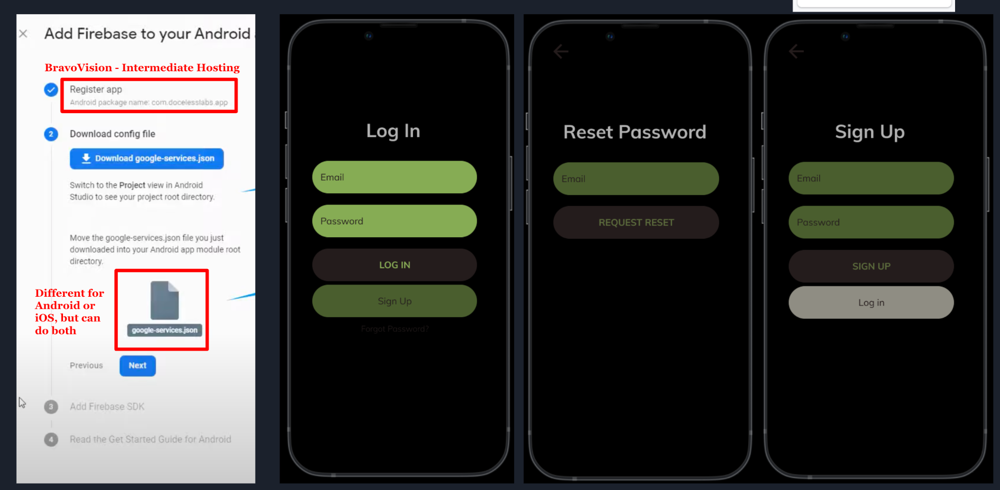 Add Firebase to your Android
BravoVision - Intermediate Hosting
Register app
Android package name: com.docelesslabs.app
2
Download config file
Download google-services.json
Switch to the Project view in Android
Studio to see your project root directory.
Move the google-services.json file you just
downloaded into your Android app module root
directory.
Different for
Android or
iOS, but can
do both
google-services.json
Previous
Next
3
Add Firebase SDK
4
Read the Get Started Guide for Android
Log In
Email
Password
LOG IN
Sign Up
Forgot Password?
Reset Password
Email
REQUEST RESET
Sign Up
Email
Password
SIGN UP
Log in